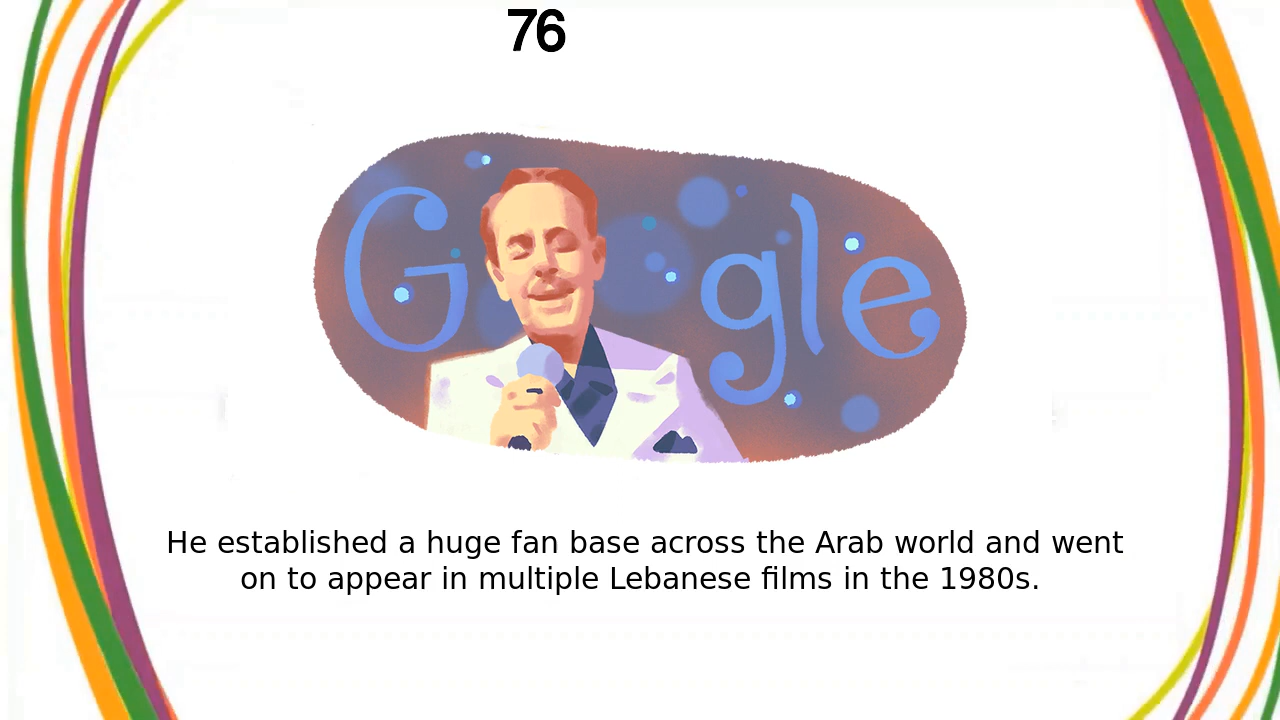 76
Google
He established a huge fan base across the Arab world and went
on to appear in multiple Lebanese films in the 1980s.